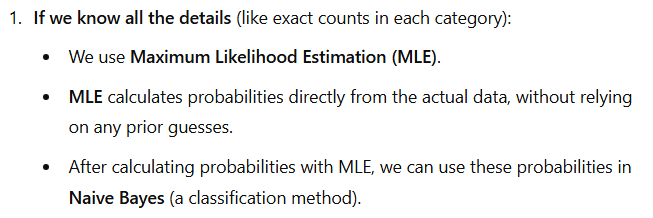 1. If we know all the details (like exact counts in each category):
• We use Maximum Likelihood Estimation (MLE).
• MLE calculates probabilities directly from the actual data, without relying
on any prior guesses.
• After calculating probabilities with MLE, we can use these probabilities in
Naive Bayes (a classification method).